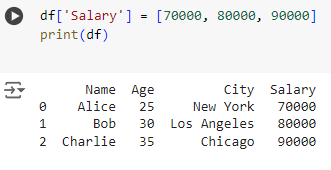 df['Salary'] = [70000, 80000, 90000]
print(df)
Name Age City Salary
0 Alice 25 New York 70000
1 Bob 30 Los Angeles 80000
2 Charlie 35 Chicago 90000